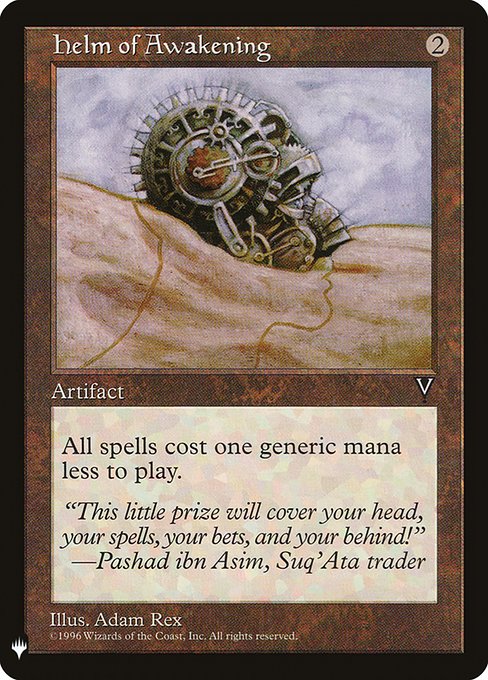 Helm of Awakening
2
Artifact
V
All spells cost one generic mana
less to play.
“This little prize will cover your head,
your spells, your bets, and your behind!”
—Pashad ibn Asim, Suq’Ata trader
Illus. Adam Rex
©1996 Wizards of the Coast, Inc. All rights reserved.